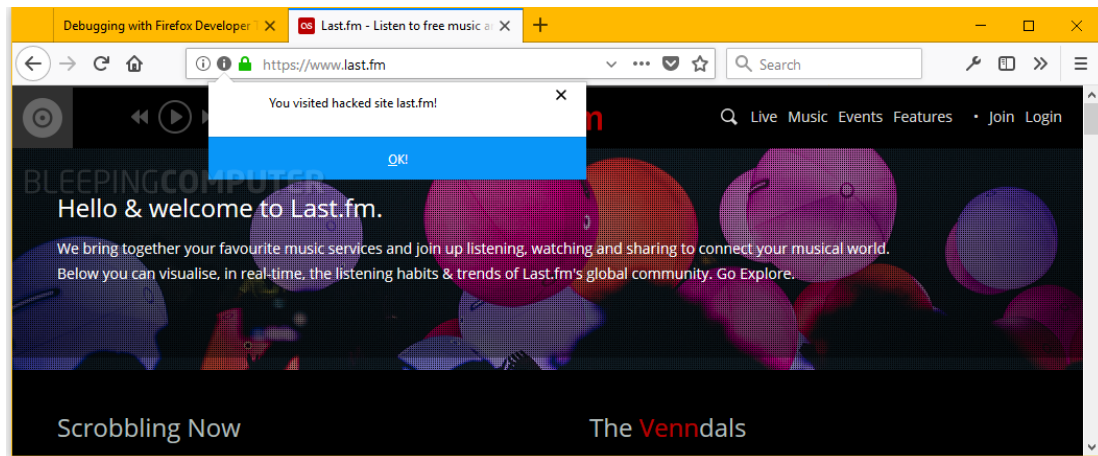 Debugging with Firefox Developer T
Last.fm - Listen to free music a
https://www.last.fm
Search
You visited hacked site last.fm!
OK!
m
Live Music Events Features • Join Login
BLEEPINGCOMPUTER
Hello & welcome to Last.fm.
We bring together your favourite music services and join up listening, watching and sharing to connect your musical world.
Below you can visualise, in real-time, the listening habits & trends of Last.fm's global community. Go Explore.
Scrobbling Now
The Venndals